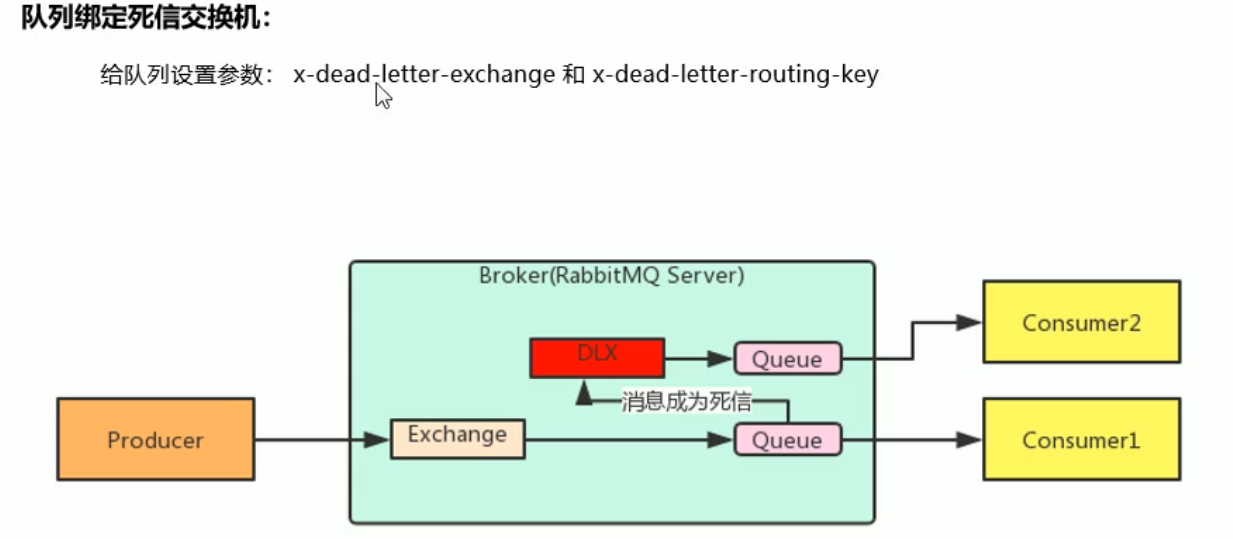 队列绑定死信交换机：
给队列设置参数： x-dead-letter-exchange 和 x-dead-letter-routing-key
Broker(RabbitMQ Server)
DLX
Queue
Consumer2
消息成为死信
Producer
Exchange
Queue
Consumer1